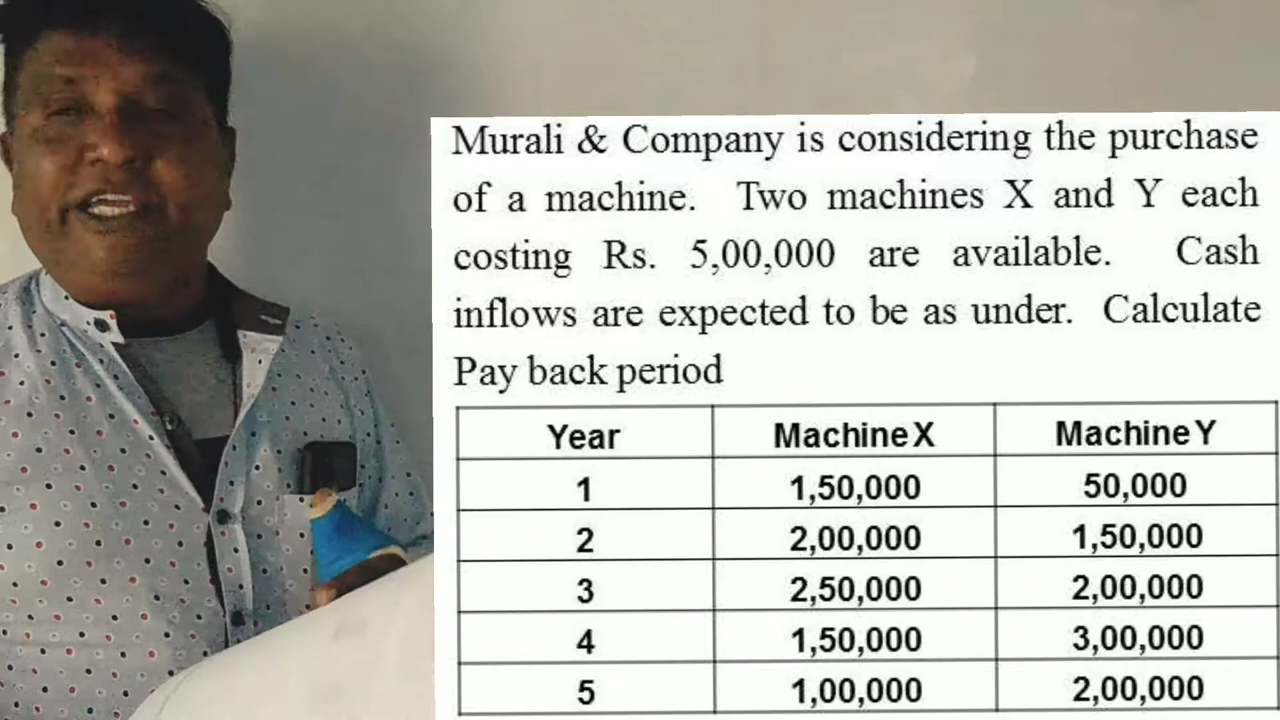 Murali & Company is considering the purchase
of a machine. Two machines X and Y each
costing Rs. 5,00,000 are available. Cash
inflows are expected to be as under. Calculate
Pay back period
Year Machine X Machine Y
1 1,50,000 50,000
2 2,00,000 1,50,000
3 2,50,000 2,00,000
4 1,50,000 3,00,000
5 1,00,000 2,00,000